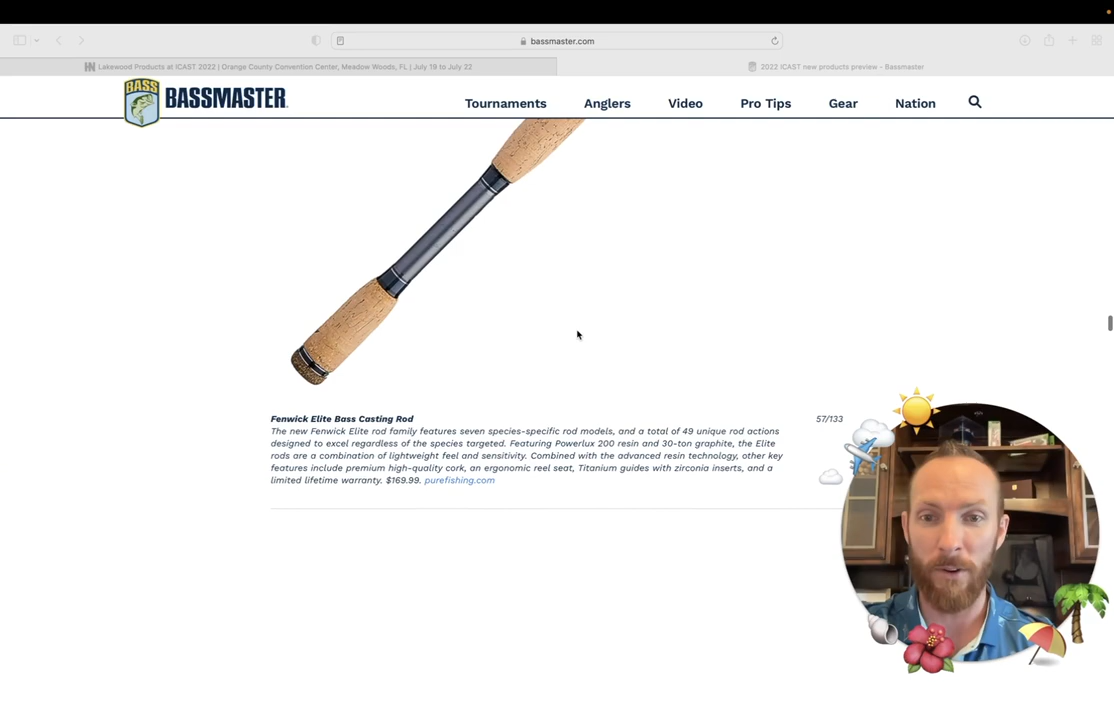 bassmaster.com
Lakewood Products at ICAST 2022 | Orange County Convention Center, Meadow Woods, FL | July 19 to July 22
2022 ICAST new products preview - Bassmaster
BASS
BASSMASTER
Tournaments
Anglers
Video
Pro Tips
Gear
Nation
Fenwick Elite Bass Casting Rod
57/133
The new Fenwick Elite rod family features seven species-specific rod models, and a total of 49 unique rod actions
designed to excel regardless of the species targeted. Featuring Powerlux 200 resin and 30-ton graphite, the Elite
rods are a combination of lightweight feel and sensitivity. Combined with the advanced resin technology, other key
features include premium high-quality cork, an ergonomic reel seat, Titanium guides with zirconia inserts, and a
limited lifetime warranty. $169.99. purefishing.com